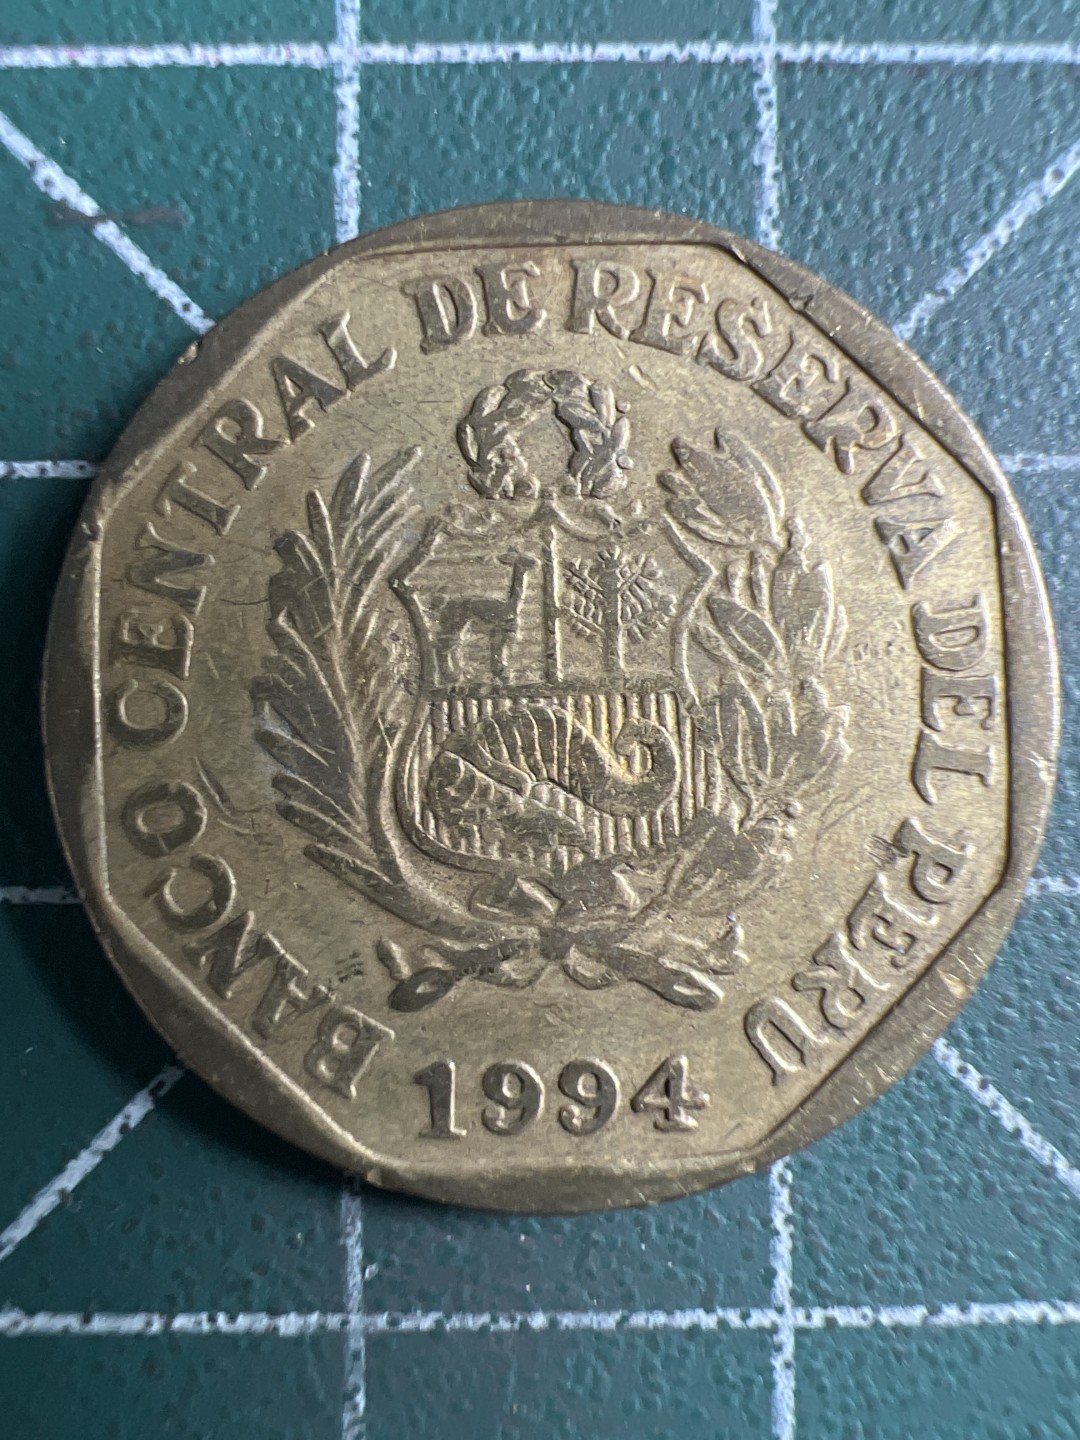 BANCO CENTRAL DE RESERVA DEL PERU
1994